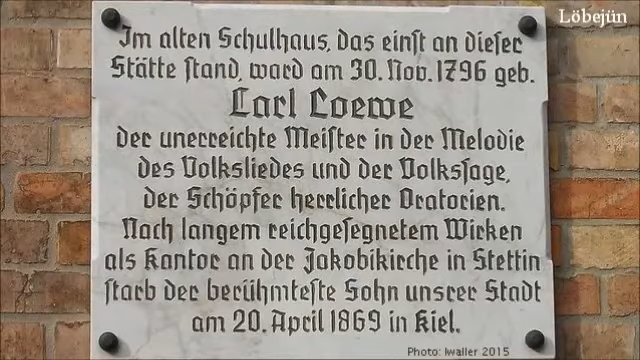 Löbejün
Im alten Schulhaus, das einſt an dieſer
Stätte ſtand, ward am 30. Nov. 1796 geb.
Carl Loewe
der unerreichte Meiſter in der Melodie
des Volksliedes und der Volksſage,
der Schöpfer herrlicher Oratorien.
Nach langem reichgeſegnetem Wirken
als Kantor an der Jakobikirche in Stettin
ſtarb der berühmteſte Sohn unsrer Stadt
am 20. April 1869 in Kiel.
Photo: lwaller 2015